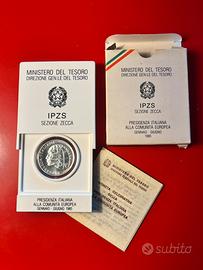 MINISTERO DEL TESORO
DIREZIONE GEN.LE DEL TESORO
IPZS
SEZIONE ZECCA
PRESIDENZA ITALIANA
ALLA COMUNITÀ EUROPEA
GENNAIO - GIUGNO
1985
MINISTERO DEL TESORO
DIREZIONE GEN.LE DEL TESORO
IPZS
SEZIONE ZECCA
PRESIDENZA ITALIANA
ALLA COMUNITÀ EUROPEA
GENNAIO GIUGNO 1985
MINISTERO DEL TESORO
subito